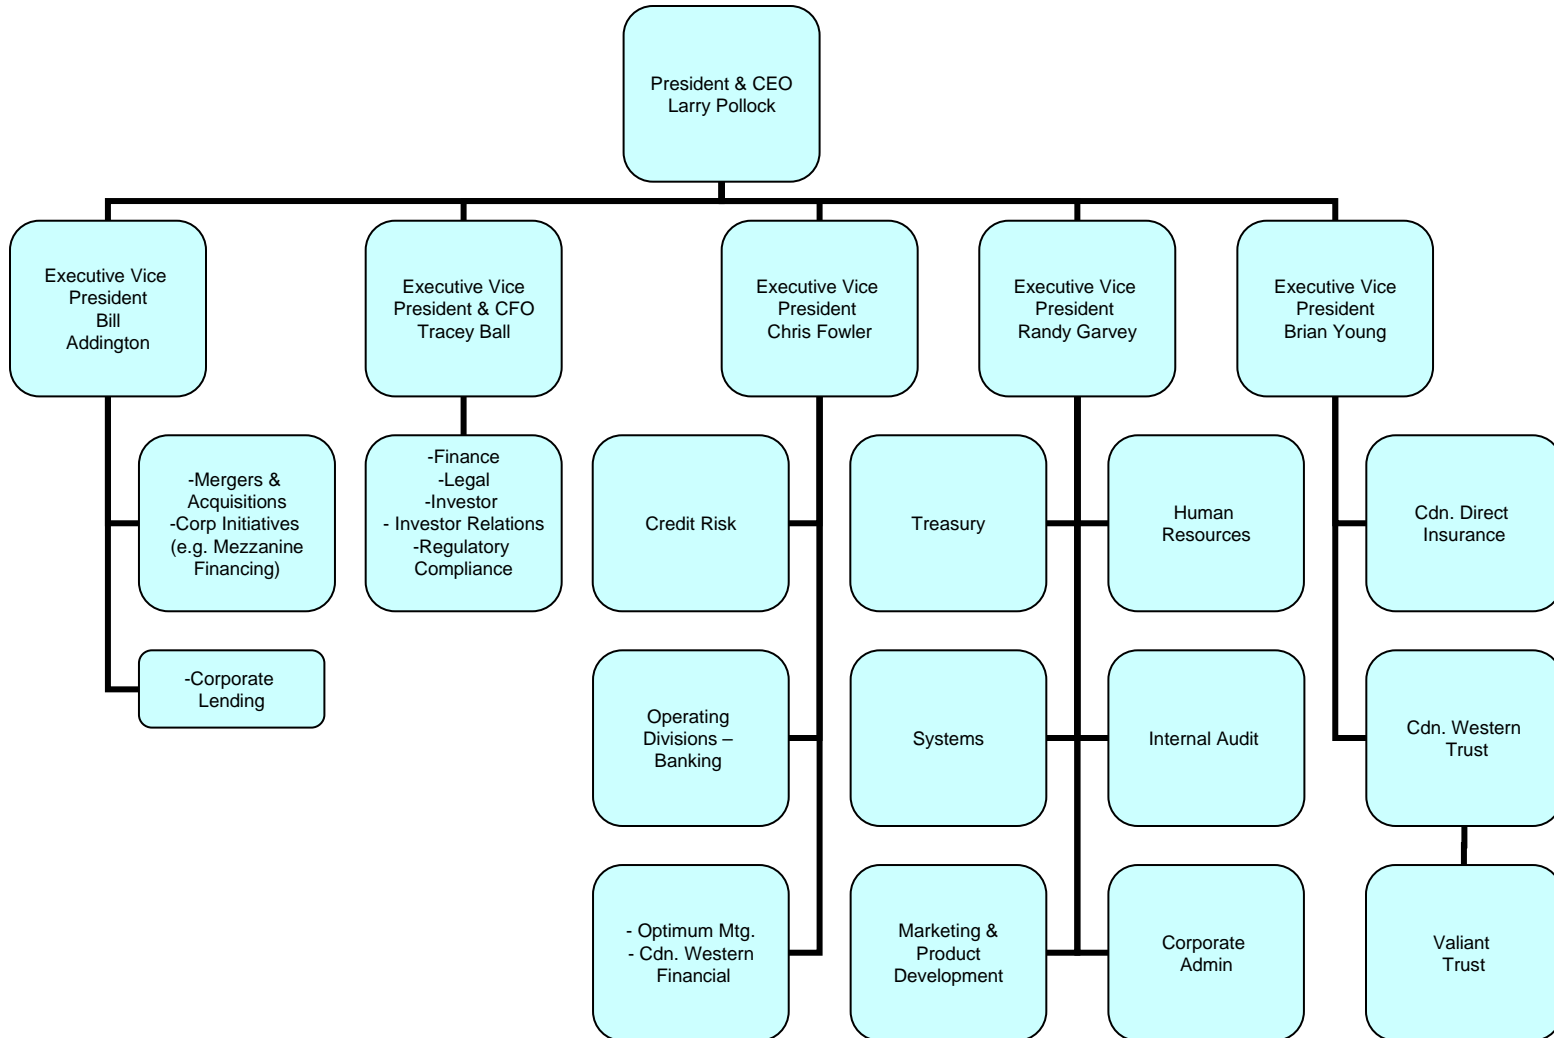 President & CEO
Larry Pollock
Executive Vice
President
Bill
Addington
Executive Vice
President & CFO
Tracey Ball
Executive Vice
President
Chris Fowler
Executive Vice
President
Randy Garvey
Executive Vice
President
Brian Young
-Mergers &
Acquisitions
-Corp Initiatives
(e.g. Mezzanine
Financing)
-Finance
-Legal
-Investor
- Investor Relations
-Regulatory
Compliance
Credit Risk
Treasury
Human
Resources
Cdn. Direct
Insurance
-Corporate
Lending
Operating
Divisions –
Banking
Systems
Internal Audit
Cdn. Western
Trust
- Optimum Mtg.
- Cdn. Western
Financial
Marketing &
Product
Development
Corporate
Admin
Valiant
Trust